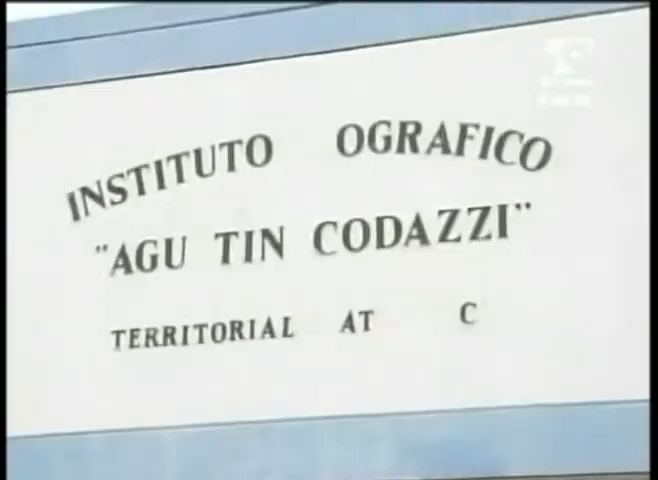 INSTITUTO OGRAFICO
"AGU TIN CODAZZI"
TERRITORIAL AT C